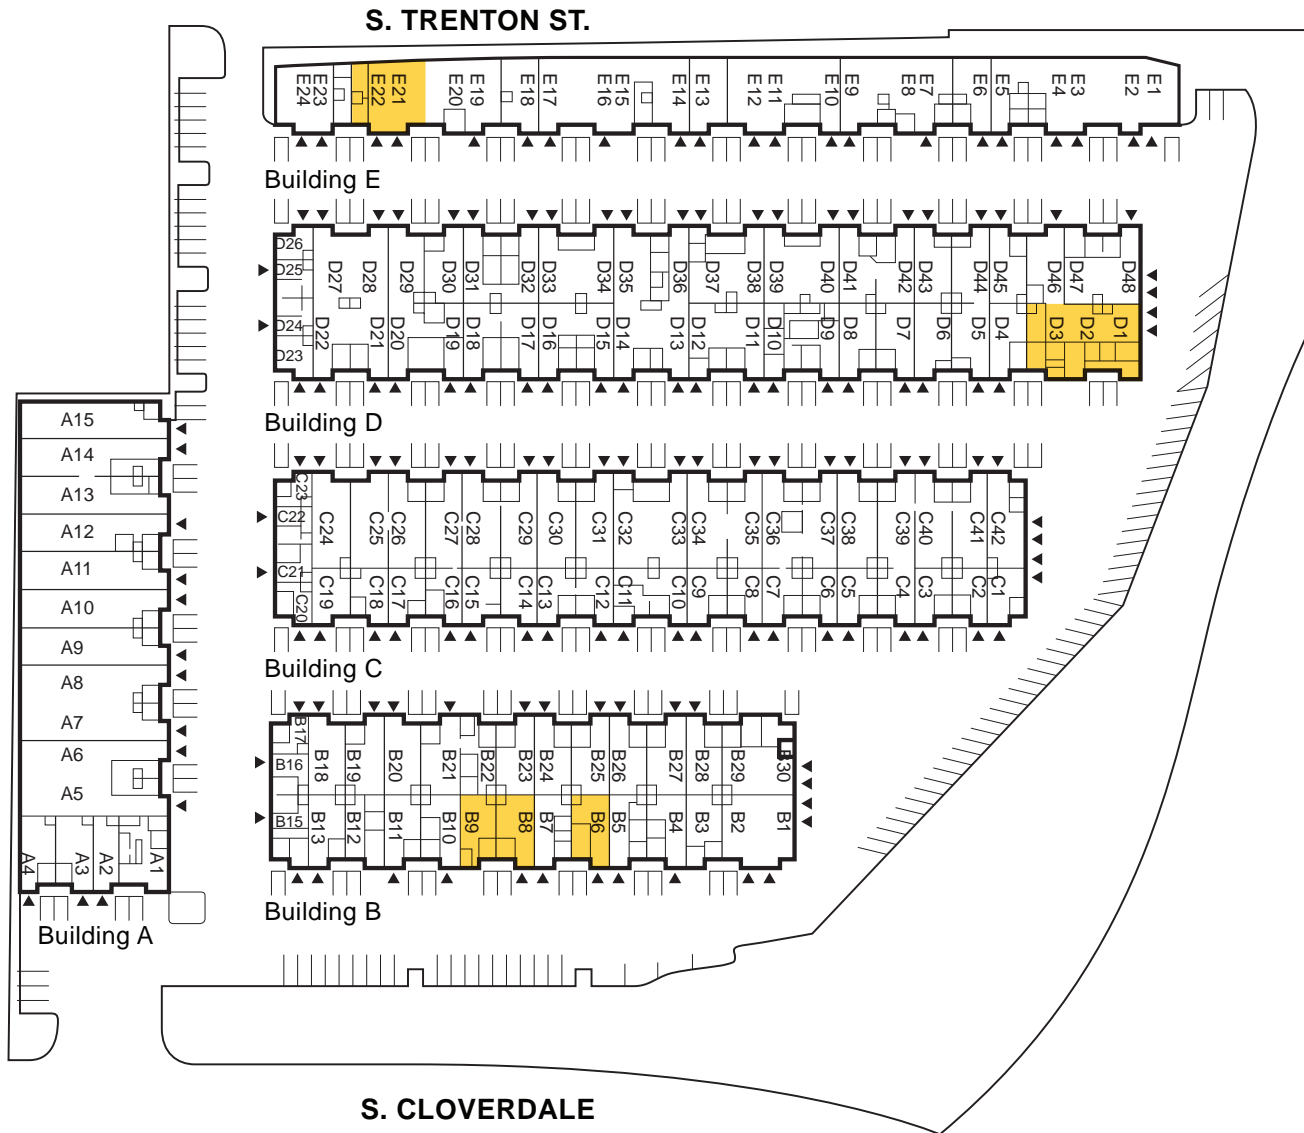 S. TRENTON ST.
E24 E23 E22 E21 E20 E19 E18 E17 E16 E15 E14 E13 E12 E11 E10 E9 E8 E7 E6 E5 E4 E3 E2 E1
Building E
D26
D25
D24
D23
D27 D28 D29 D30 D31 D32 D33 D34 D35 D36 D37 D38 D39 D40 D41 D42 D43 D44 D45 D46 D47 D48
D22 D21 D20 D19 D18 D17 D16 D15 D14 D13 D12 D11 D10 D9 D8 D7 D6 D5 D4 D3 D2 D1
Building D
C23
C22
C21
C20
C24 C25 C26 C27 C28 C29 C30 C31 C32 C33 C34 C35 C36 C37 C38 C39 C40 C41 C42
C19 C18 C17 C16 C15 C14 C13 C12 C11 C10 C9 C8 C7 C6 C5 C4 C3 C2 C1
Building C
B17
B16
B15
B18 B19 B20 B21 B22 B23 B24 B25 B26 B27 B28 B29 B30
B13 B12 B11 B10 B9 B8 B7 B6 B5 B4 B3 B2 B1
Building B
A15
A14
A13
A12
A11
A10
A9
A8
A7
A6
A5
A4 A3 A2 A1
Building A
S. CLOVERDALE